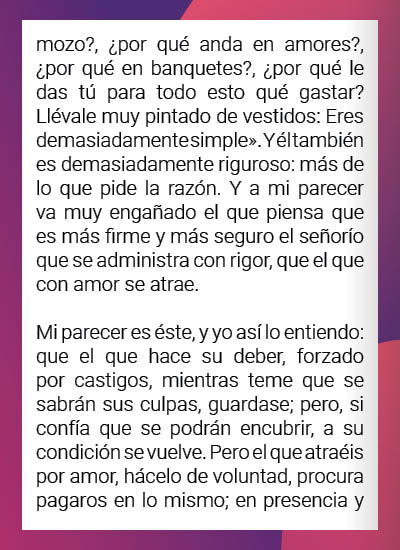 mozo?, ¿por qué anda en amores?,
¿por qué en banquetes?, ¿por qué le
das tú para todo esto qué gastar?
Llévale muy pintado de vestidos: Eres
demasiadamente simple». Y él también
es demasiadamente riguroso: más de
lo que pide la razón. Y a mi parecer
va muy engañado el que piensa que
es más firme y más seguro el señorío
que se administra con rigor, que el que
con amor se atrae.

Mi parecer es éste, y yo así lo entiendo:
que el que hace su deber, forzado
por castigos, mientras teme que se
sabrán sus culpas, guardase; pero, si
confía que se podrán encubrir, a su
condición se vuelve. Pero el que atraéis
por amor, hácelo de voluntad, procura
pagaros en lo mismo; en presencia y